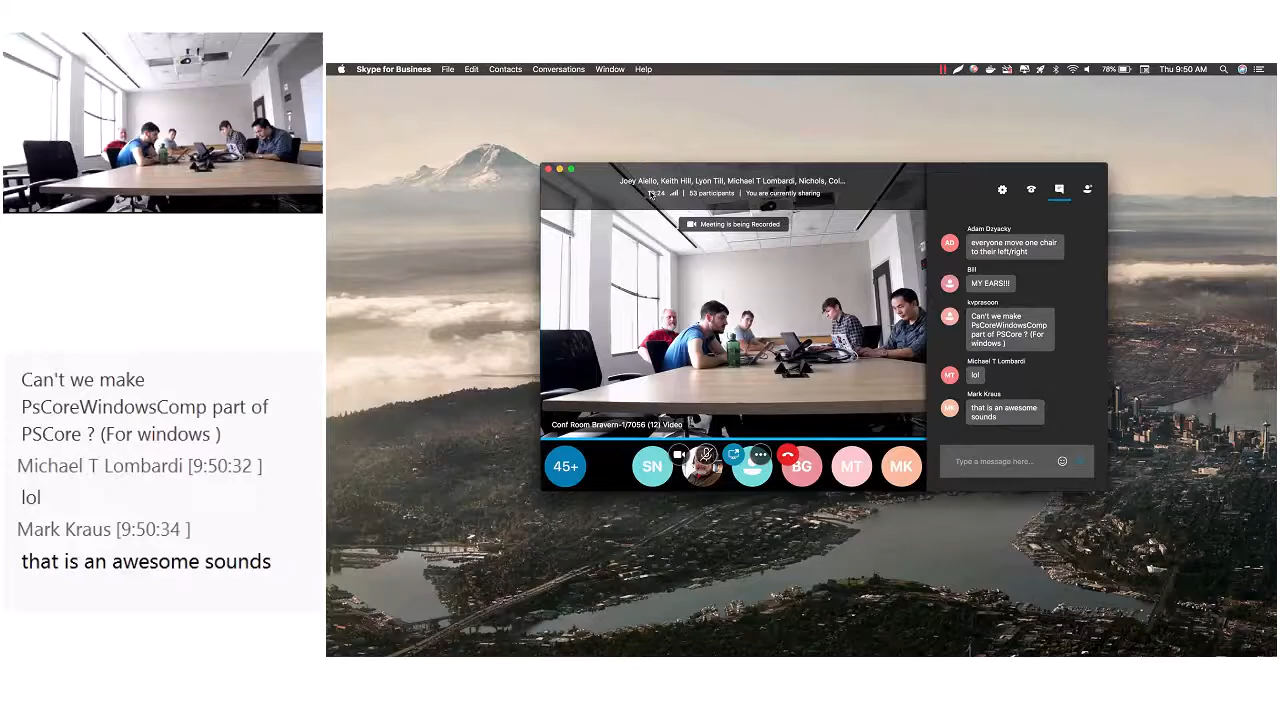 Skype for Business File Edit Contacts Conversations Window Help 78% Thu 9:50 AM
Joey Aiello, Keith Hill, Lyon Till, Michael T Lombardi, Nichols, Col...
53 participants | You are currently sharing
Meeting is being Recorded
Conf Room Bravern-1/7056 (12) Video
45+ SN BG MT MK
Adam Dzyacky
AD
everyone move one chair
to their left/right
Bill
MY EARS!!!
kvprasoon
Can't we make
PsCoreWindowsComp
part of PSCore ? (For
windows )
Michael T Lombardi
MT
lol
Mark Kraus
MK
that is an awesome
sounds
Type a message here...
Can't we make
PsCoreWindowsComp part of
PSCore ? (For windows )
Michael T Lombardi [9:50:32 ]
lol
Mark Kraus [9:50:34 ]
that is an awesome sounds